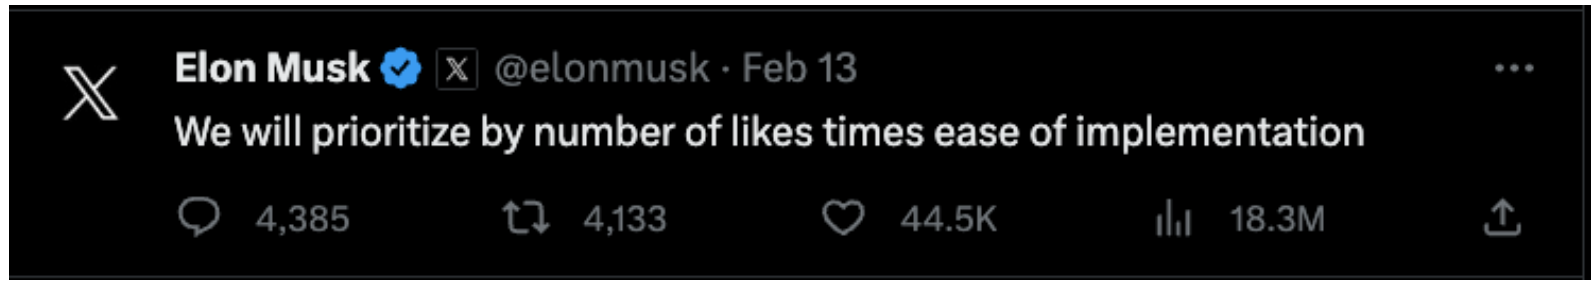 Elon Musk @elonmusk · Feb 13
We will prioritize by number of likes times ease of implementation
4,385 4,133 44.5K 18.3M